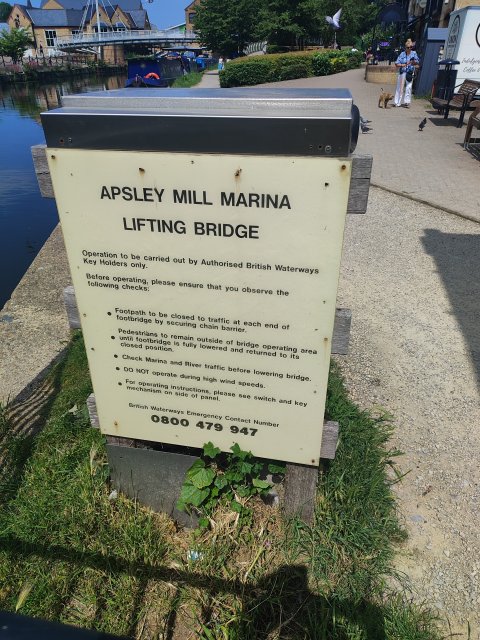 APSLEY MILL MARINA
LIFTING BRIDGE
Operation to be carried out by Authorised British Waterways
Key Holders only.
Before operating, please ensure that you observe the
following checks:
• Footpath to be closed to traffic at each end of
footbridge by securing chain barrier.
• Pedestrians to remain outside of bridge operating area
until footbridge is fully lowered and returned to its
closed position.
• Check Marina and River traffic before lowering bridge.
• DO NOT operate during high wind speeds.
• For operating instructions, please see switch and key
mechanism on side of panel.
British Waterways Emergency Contact Number
0800 479 947